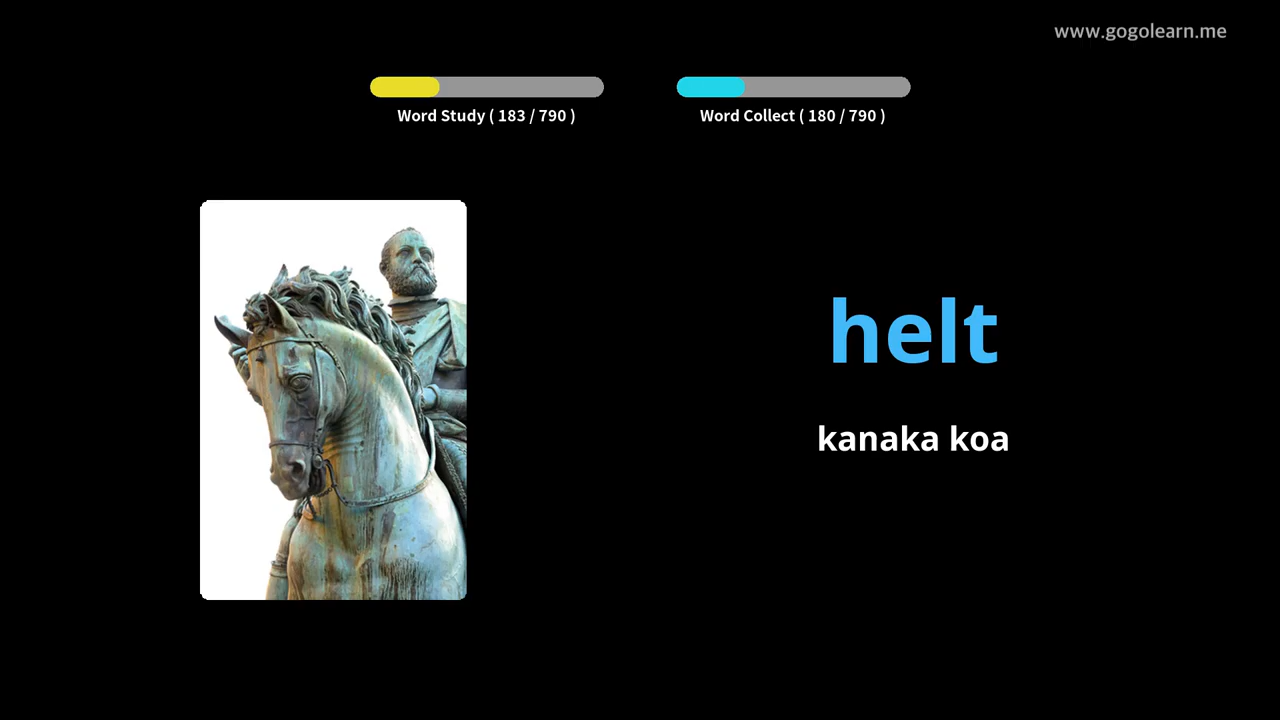 www.gogolearn.me
Word Study ( 183 / 790 )
Word Collect ( 180 / 790 )
helt
kanaka koa